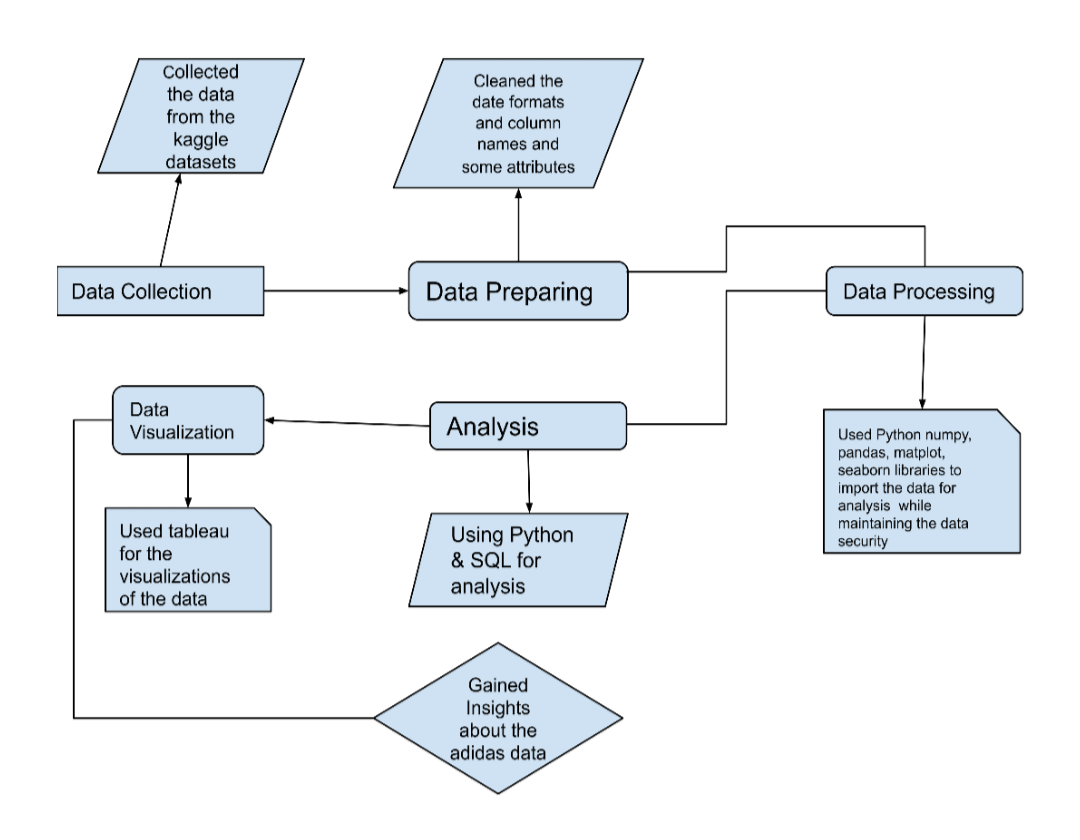 Collected
the data
from the
kaggle
datasets
Cleaned the
date formats
and column
names and
some attributes
Data Collection
Data Preparing
Data Processing
Data
Visualization
Analysis
Used Python numpy,
pandas, matplot,
seaborn libraries to
import the data for
analysis while
maintaining the data
security
Used tableau
for the
visualizations
of the data
Using Python
& SQL for
analysis
Gained
Insights
about the
adidas data